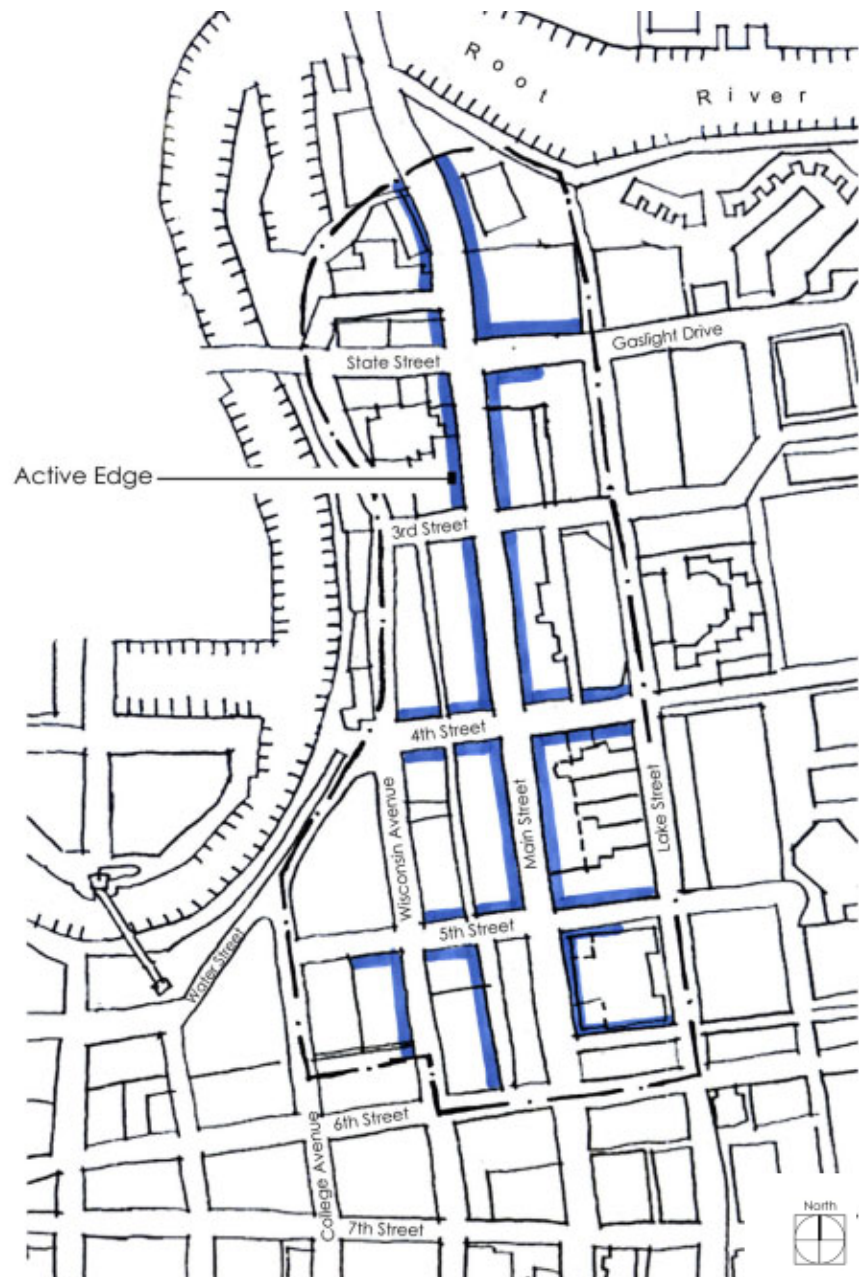 Root
River
Gaslight Drive
State Street
Active Edge
3rd Street
4th Street
Wisconsin Avenue
Main Street
Lake Street
5th Street
Water Street
6th Street
College Avenue
7th Street
North